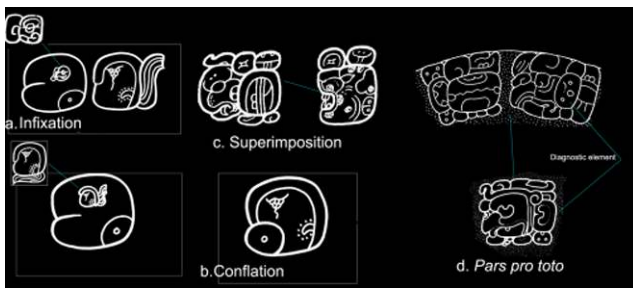 a. Infixation
c. Superimposition
Diagnostic element
b. Conflation
d. Pars pro toto